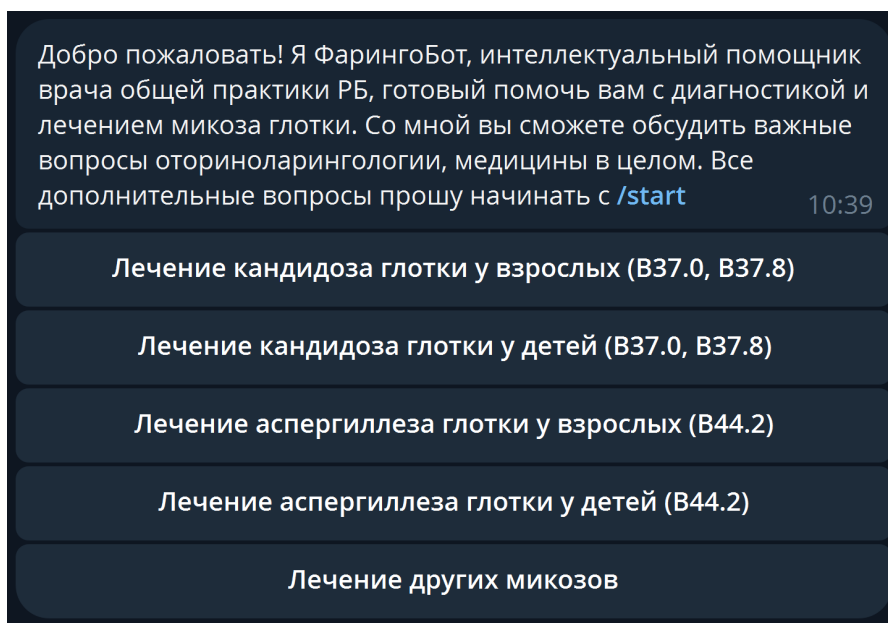 Добро пожаловать! Я ФарингоБот, интеллектуальный помощник
врача общей практики РБ, готовый помочь вам с диагностикой и
лечением микоза глотки. Со мной вы сможете обсудить важные
вопросы оториноларингологии, медицины в целом. Все
дополнительные вопросы прошу начинать с /start
10:39
Лечение кандидоза глотки у взрослых (B37.0, B37.8)
Лечение кандидоза глотки у детей (B37.0, B37.8)
Лечение аспергиллеза глотки у взрослых (B44.2)
Лечение аспергиллеза глотки у детей (B44.2)
Лечение других микозов